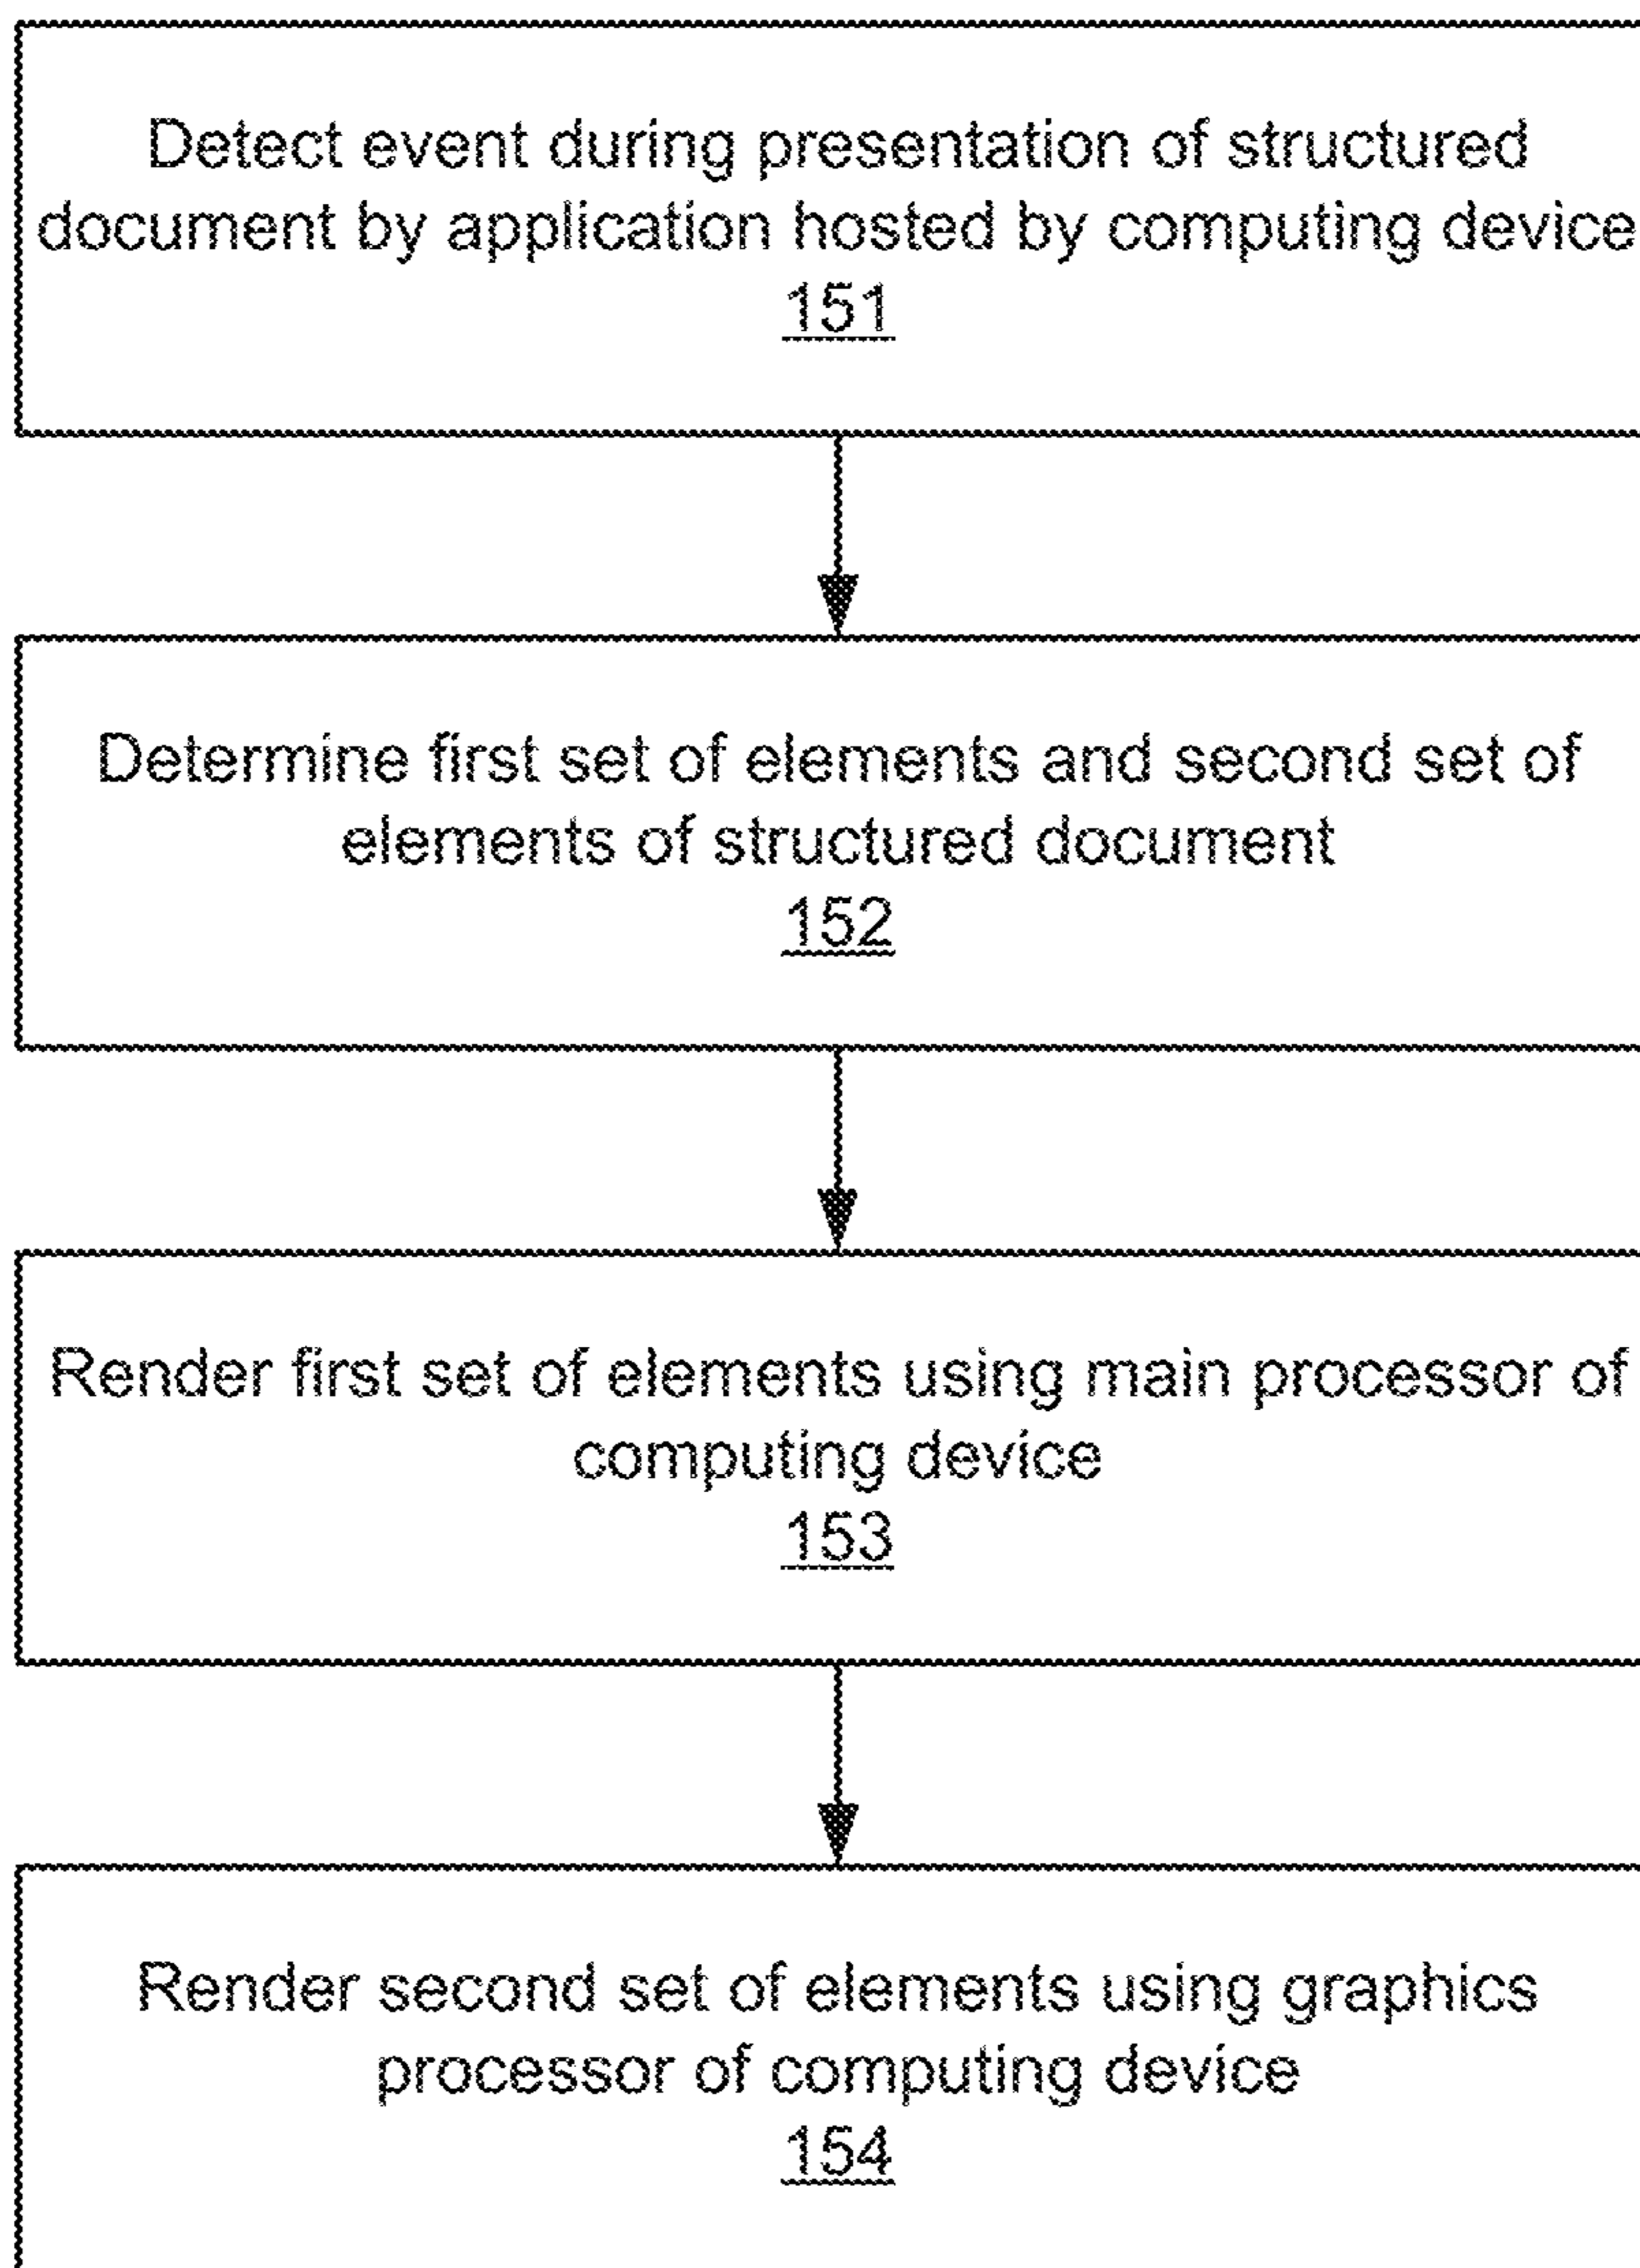 Detect event during presentation of structured
document by application hosted by computing device
151
Determine first set of elements and second set of
elements of structured document
152
Render first set of elements using main processor of
computing device
153
Render second set of elements using graphics
processor of computing device
154